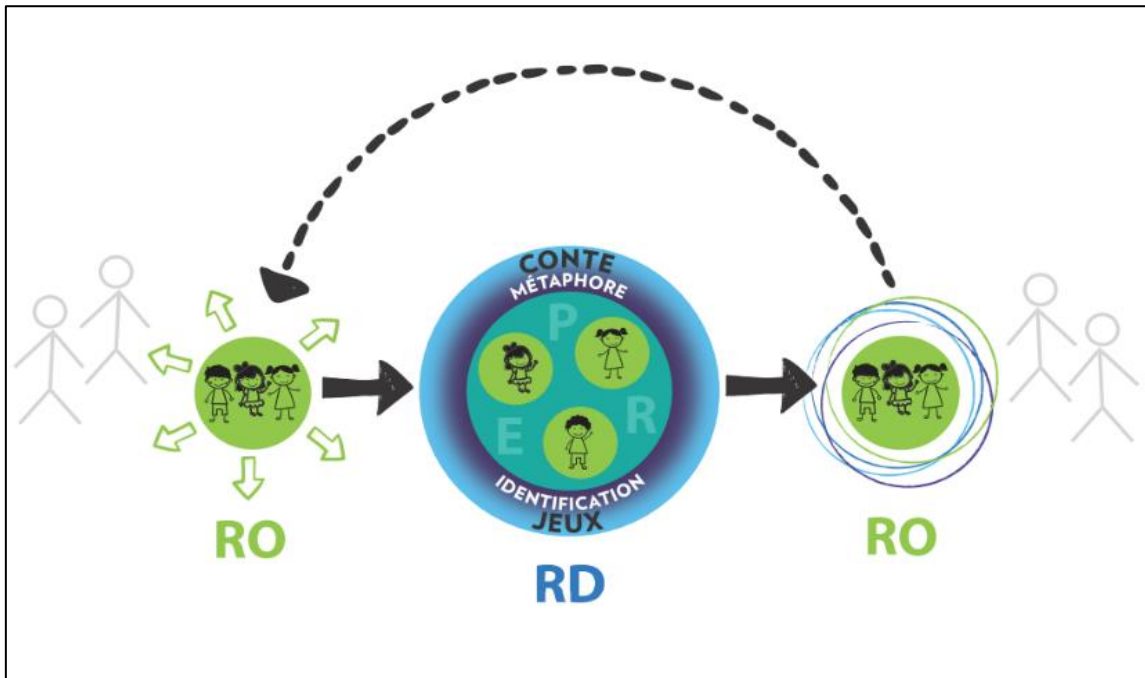 CONTE
MÉTAPHORE
P
E
R
IDENTIFICATION
JEUX
RO
RD
RO